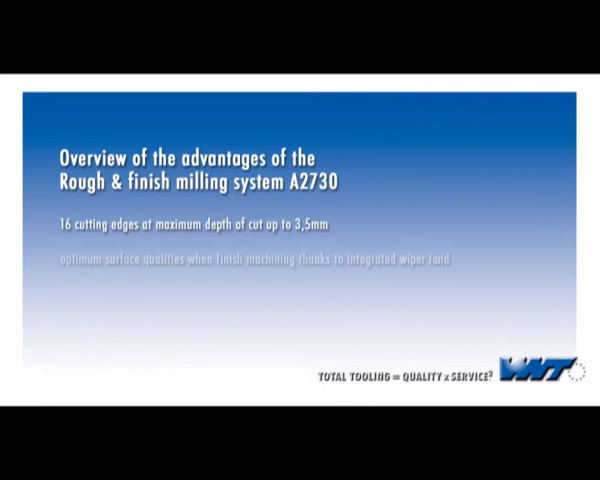 Overview of the advantages of the
Rough & finish milling system A2730
16 cutting edges at maximum depth of cut up to 3,5mm
optimum surface qualities when finish machining thanks to integrated wiper land
TOTAL TOOLING = QUALITY x SERVICE²
WNT